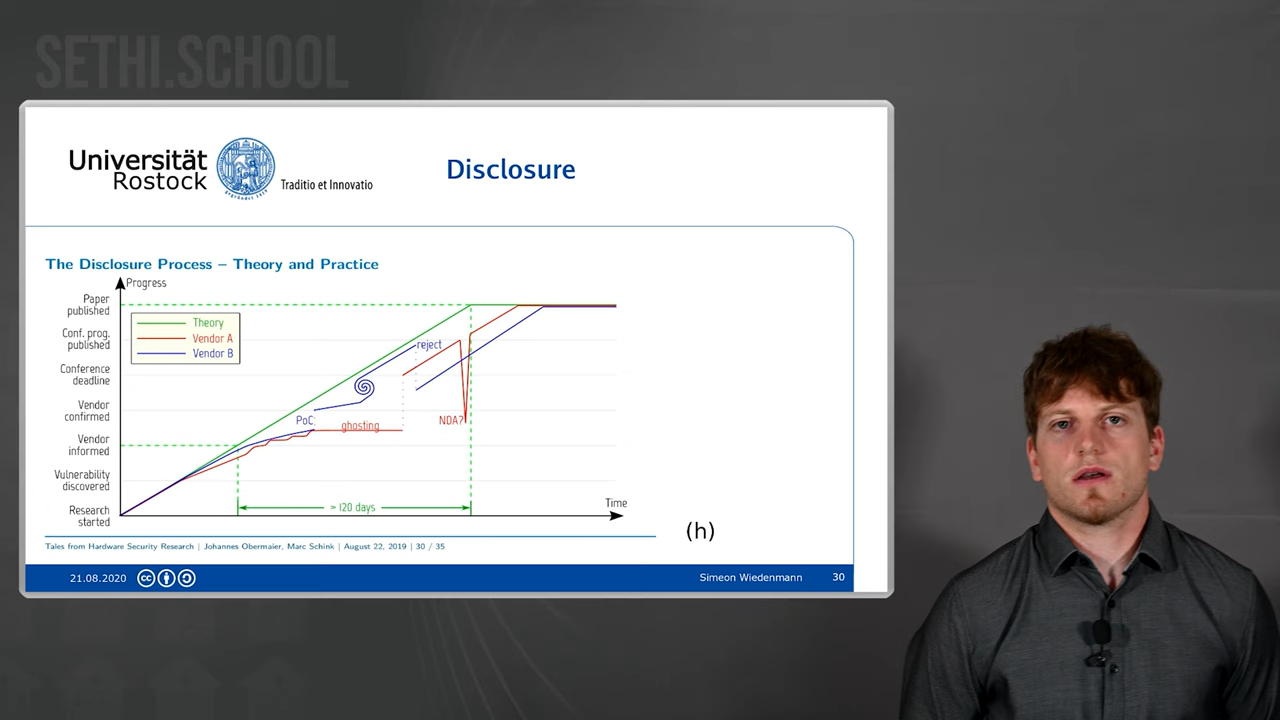 SETHI.SCHOOL
Universität
Rostock
Traditio et Innovatio
Disclosure
The Disclosure Process – Theory and Practice
Progress
Paper
published
Conf. prog.
published
Conference
deadline
Vendor
confirmed
Vendor
informed
Vulnerability
discovered
Research
started
Theory
Vendor A
Vendor B
reject
PoC
ghosting
NDA?
> 120 days
Time
(h)
Tales from Hardware Security Research | Johannes Obermaier, Marc Schink | August 22, 2019 | 30 / 35
21.08.2020
cc
Simeon Wiedenmann
30